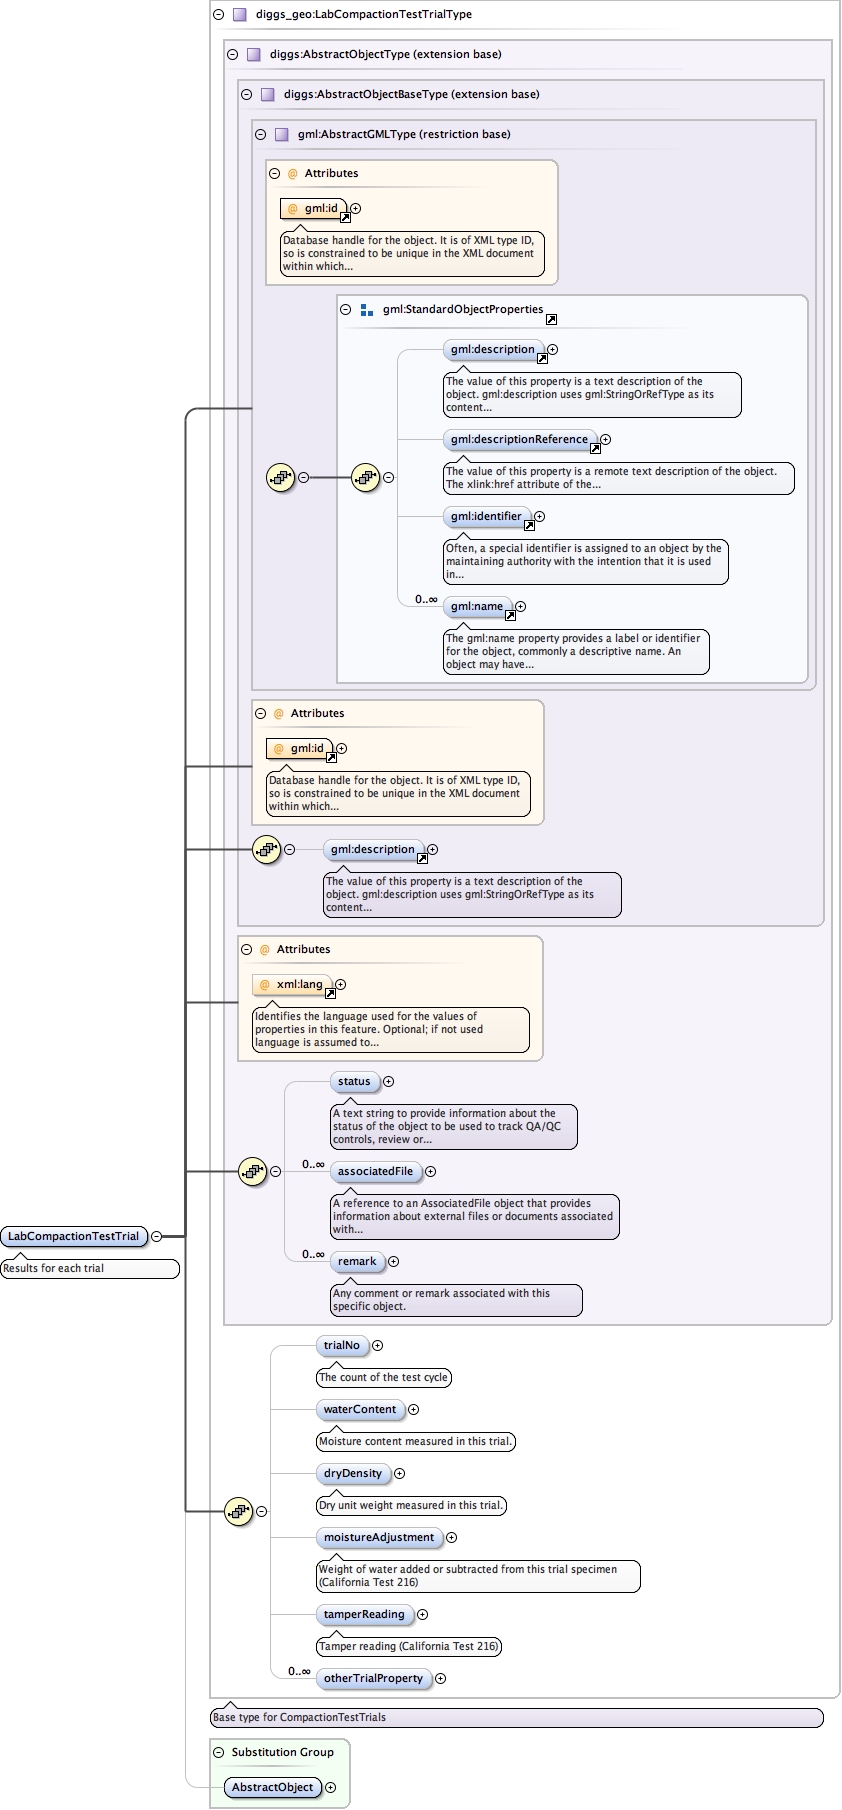 diggs_geo:LabCompactionTestTrialType
diggs:AbstractObjectType (extension base)
diggs:AbstractObjectBaseType (extension base)
gml:AbstractGMLType (restriction base)
@ Attributes
@ gml:id
Database handle for the object. It is of XML type ID,
so is constrained to be unique in the XML document
within which...
gml:StandardObjectProperties
gml:description
The value of this property is a text description of the
object. gml:description uses gml:StringOrRefType as its
content...
gml:descriptionReference
The value of this property is a remote text description of the object.
The xlink:href attribute of the...
gml:identifier
Often, a special identifier is assigned to an object by the
maintaining authority with the intention that it is used
in...
0..∞
gml:name
The gml:name property provides a label or identifier
for the object, commonly a descriptive name. An
object may have...
@ Attributes
@ gml:id
Database handle for the object. It is of XML type ID,
so is constrained to be unique in the XML document
within which...
gml:description
The value of this property is a text description of the
object. gml:description uses gml:StringOrRefType as its
content...
@ Attributes
@ xml:lang
Identifies the language used for the values of
properties in this feature. Optional; if not used
language is assumed to...
status
A text string to provide information about the
status of the object to be used to track QA/QC
controls, review or...
0..∞
associatedFile
A reference to an AssociatedFile object that provides
information about external files or documents associated
with...
0..∞
remark
Any comment or remark associated with this
specific object.
LabCompactionTestTrial
Results for each trial
trialNo
The count of the test cycle
waterContent
Moisture content measured in this trial.
dryDensity
Dry unit weight measured in this trial.
moistureAdjustment
Weight of water added or subtracted from this trial specimen
(California Test 216)
tamperReading
Tamper reading (California Test 216)
0..∞
otherTrialProperty
Base type for CompactionTestTrials
Substitution Group
AbstractObject